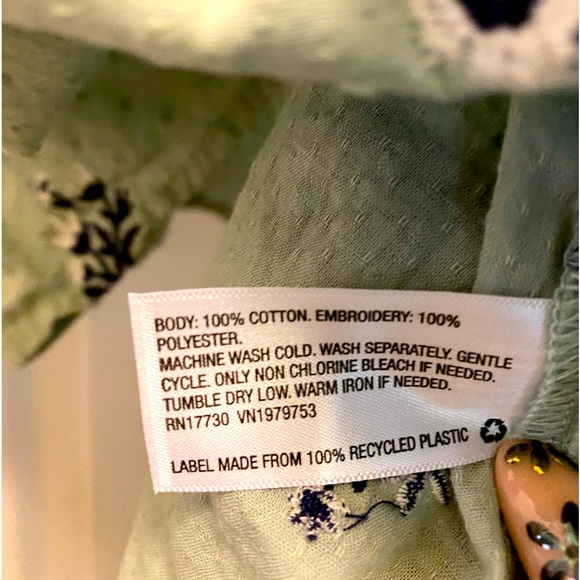 BODY: 100% COTTON. EMBROIDERY: 100%
POLYESTER.
MACHINE WASH COLD. WASH SEPARATELY. GENTLE
CYCLE. ONLY NON CHLORINE BLEACH IF NEEDED.
TUMBLE DRY LOW. WARM IRON IF NEEDED.
RN17730 VN1979753
LABEL MADE FROM 100% RECYCLED PLASTIC